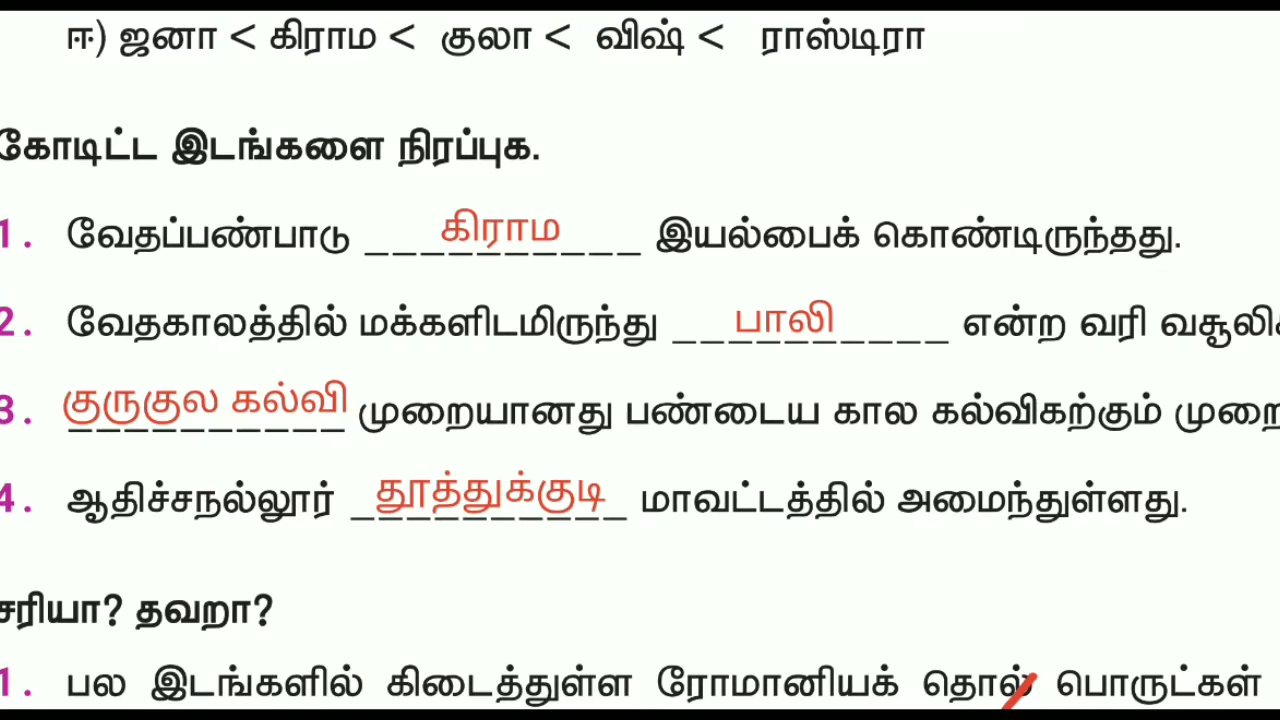 ஈ) ஜனா < கிராம < குலா < விஷ் < ராஸ்டிரா
கோடிட்ட இடங்களை நிரப்புக.
1. வேதப்பண்பாடு கிராம இயல்பைக் கொண்டிருந்தது.
2. வேதகாலத்தில் மக்களிடமிருந்து பாலி என்ற வரி
3. குருகுல கல்வி முறையானது பண்டைய கால கல்விகற்கும் முறை
4. ஆதிச்சநல்லூர் தூத்துக்குடி மாவட்டத்தில் அமைந்துள்ளது.
சரியா? தவறா?
1. பல இடங்களில் கிடைத்துள்ள ரோமானியக் தொல் பொருட்கள்